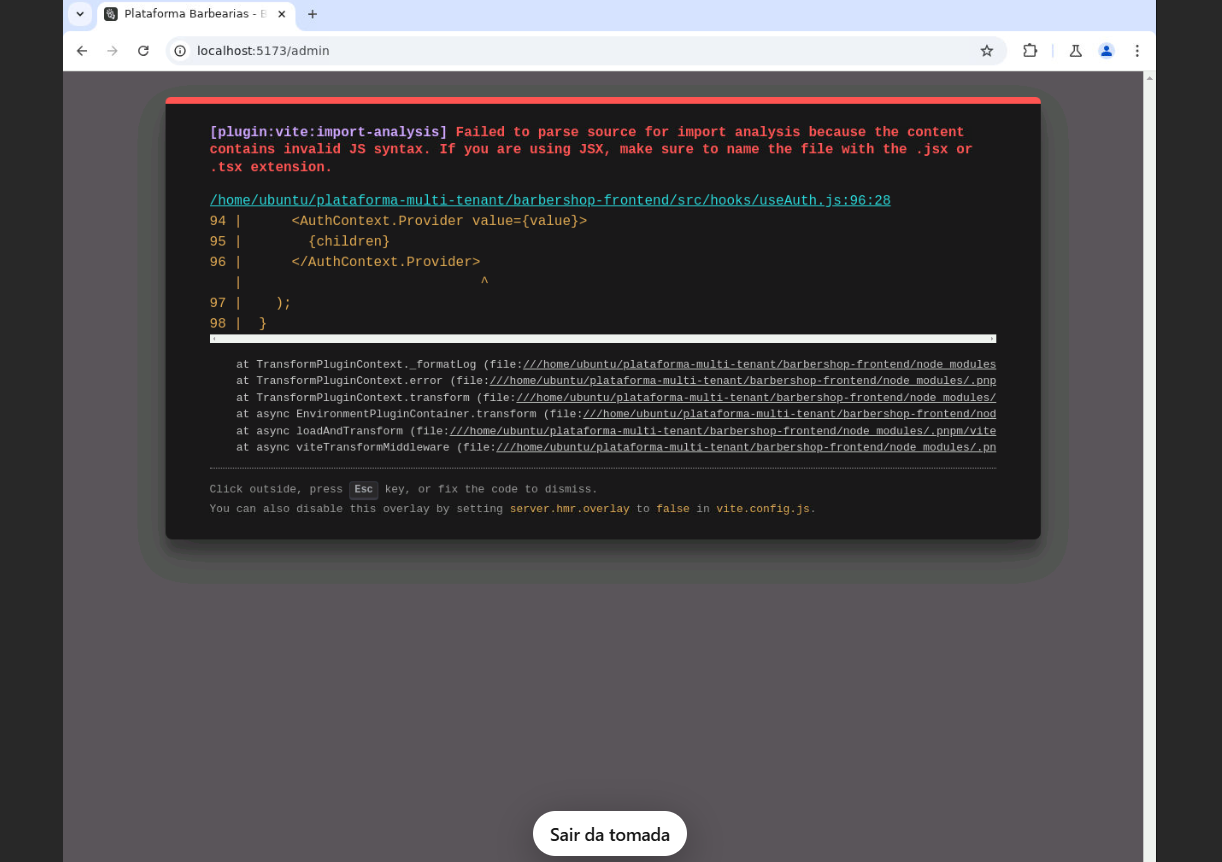 Plataforma Barbearias - 
localhost:5173/admin
[plugin:vite:import-analysis] Failed to parse source for import analysis because the content
contains invalid JS syntax. If you are using JSX, make sure to name the file with the .jsx or
.tsx extension.
/home/ubuntu/plataforma-multi-tenant/barbershop-frontend/src/hooks/useAuth.js:96:28
94 |      <AuthContext.Provider value={value}>
95 |        {children}
96 |      </AuthContext.Provider>
   |                             ^
97 |    );
98 |  }
at TransformPluginContext._formatLog (file:///home/ubuntu/plataforma-multi-tenant/barbershop-frontend/node_modules
at TransformPluginContext.error (file:///home/ubuntu/plataforma-multi-tenant/barbershop-frontend/node_modules/.pnp
at TransformPluginContext.transform (file:///home/ubuntu/plataforma-multi-tenant/barbershop-frontend/node_modules/
at async EnvironmentPluginContainer.transform (file:///home/ubuntu/plataforma-multi-tenant/barbershop-frontend/nod
at async loadAndTransform (file:///home/ubuntu/plataforma-multi-tenant/barbershop-frontend/node_modules/.pnpm/vite
at async viteTransformMiddleware (file:///home/ubuntu/plataforma-multi-tenant/barbershop-frontend/node_modules/.pn
Click outside, press Esc key, or fix the code to dismiss.
You can also disable this overlay by setting server.hmr.overlay to false in vite.config.js.
Sair da tomada